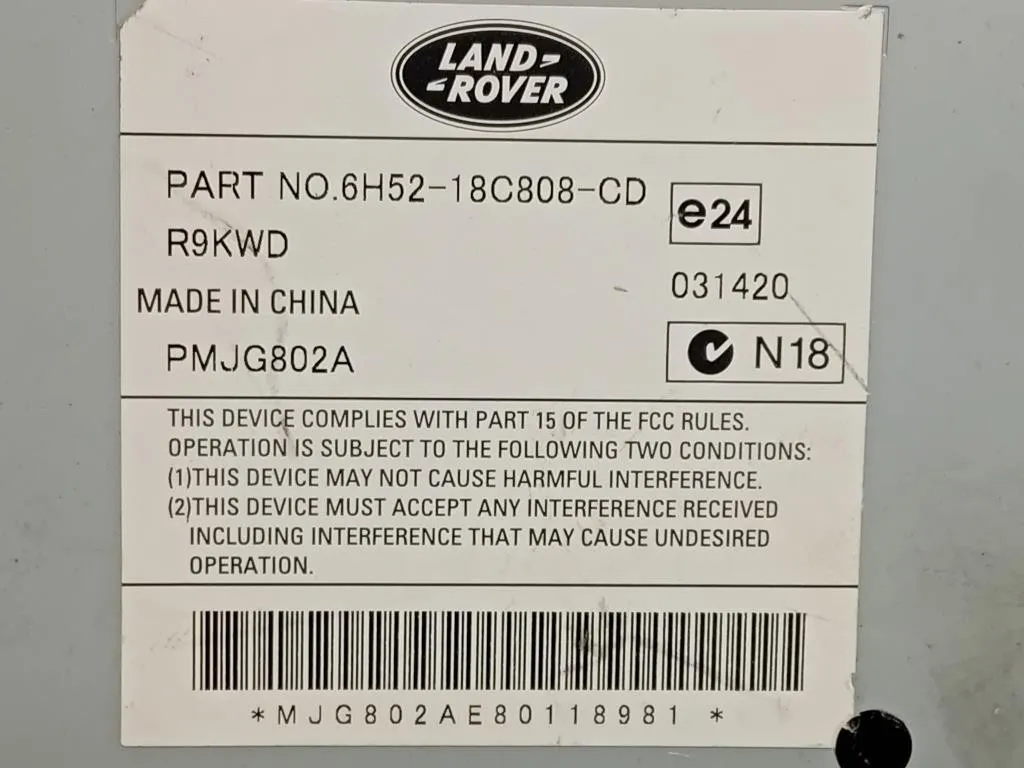 LAND-
-ROVER
PART NO.6H52-18C808-CD
e24
R9KWD
031420
MADE IN CHINA
N18
PMJG802A
THIS DEVICE COMPLIES WITH PART 15 OF THE FCC RULES.
OPERATION IS SUBJECT TO THE FOLLOWING TWO CONDITIONS:
(1)THIS DEVICE MAY NOT CAUSE HARMFUL INTERFERENCE.
(2)THIS DEVICE MUST ACCEPT ANY INTERFERENCE RECEIVED
INCLUDING INTERFERENCE THAT MAY CAUSE UNDESIRED
OPERATION.
*MJG802AE80118981 *